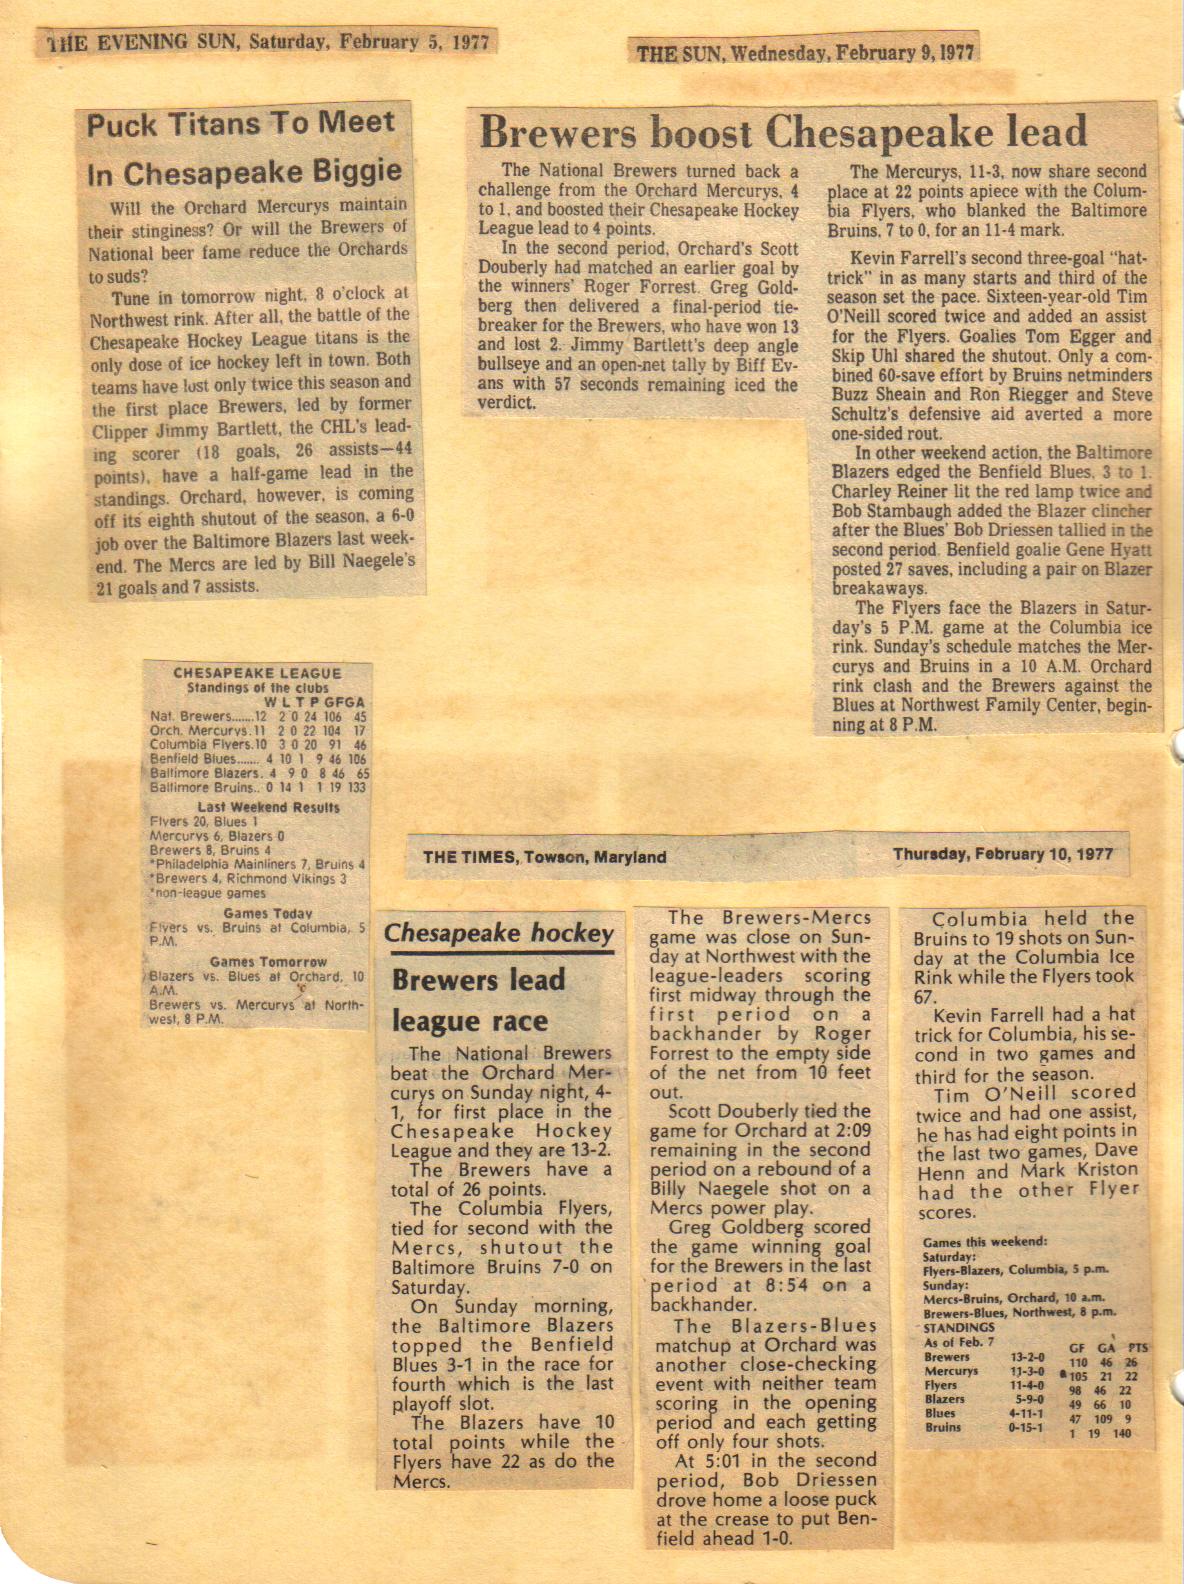 THE EVENING SUN, Saturday, February 5, 1977
Puck Titans To Meet
In Chesapeake Biggie
Will the Orchard Mercurys maintain
their stinginess? Or will the Brewers of
National beer fame reduce the Orchards
to suds?
Tune in tomorrow night, 8 o'clock at
Northwest rink. After all, the battle of the
Chesapeake Hockey League titans is the
only dose of ice hockey left in town. Both
teams have lost only twice this season and
the first place Brewers, led by former
Clipper Jimmy Bartlett, the CHL's lead-
ing scorer (18 goals, 26 assists—44
points), have a half-game lead in the
standings. Orchard, however, is coming
off its eighth shutout of the season, a 6-0
job over the Baltimore Blazers last week-
end. The Mercs are led by Bill Naegele's
21 goals and 7 assists.
CHESAPEAKE LEAGUE
Standings of the clubs
W L T P GFGA
Nat. Brewers.......12 2 0 24 106 45
Orch. Mercurys.11 2 0 22 104 17
Columbia Flyers.10 3 0 20 91 46
Benfield Blues....... 4 10 1 9 46 106
Baltimore Blazers. 4 9 0 8 46 65
Baltimore Bruins.. 0 14 1 1 19 133
Last Weekend Results
Flyers 20, Blues 1
Mercurys 6, Blazers 0
Brewers 8, Bruins 4
*Philadelphia Mainliners 7, Bruins 4
*Brewers 4, Richmond Vikings 3
*non-league games
Games Today
Flyers vs. Bruins at Columbia, 5
P.M.
Games Tomorrow
Blazers vs. Blues at Orchard, 10
A.M.
Brewers vs. Mercurys at North-
west, 8 P.M.
THE SUN, Wednesday, February 9, 1977
Brewers boost Chesapeake lead
The National Brewers turned back a
challenge from the Orchard Mercurys, 4
to 1, and boosted their Chesapeake Hockey
League lead to 4 points.
In the second period, Orchard's Scott
Douberly had matched an earlier goal by
the winners' Roger Forrest. Greg Gold-
berg then delivered a final-period tie-
breaker for the Brewers, who have won 13
and lost 2. Jimmy Bartlett's deep angle
bullseye and an open-net tally by Biff Ev-
ans with 57 seconds remaining iced the
verdict.
The Mercurys, 11-3, now share second
place at 22 points apiece with the Colum-
bia Flyers, who blanked the Baltimore
Bruins, 7 to 0, for an 11-4 mark.
Kevin Farrell's second three-goal "hat-
trick" in as many starts and third of the
season set the pace. Sixteen-year-old Tim
O'Neill scored twice and added an assist
for the Flyers. Goalies Tom Egger and
Skip Uhl shared the shutout. Only a com-
bined 60-save effort by Bruins netminders
Buzz Sheain and Ron Riegger and Steve
Schultz's defensive aid averted a more
one-sided rout.
In other weekend action, the Baltimore
Blazers edged the Benfield Blues, 3 to 1.
Charley Reiner lit the red lamp twice and
Bob Stambaugh added the Blazer clincher
after the Blues' Bob Driessen tallied in the
second period. Benfield goalie Gene Hyatt
posted 27 saves, including a pair on Blazer
breakaways.
The Flyers face the Blazers in Satur-
day's 5 P.M. game at the Columbia ice
rink. Sunday's schedule matches the Mer-
curys and Bruins in a 10 A.M. Orchard
rink clash and the Brewers against the
Blues at Northwest Family Center, begin-
ning at 8 P.M.
THE TIMES, Towson, Maryland Thursday, February 10, 1977
Chesapeake hockey
Brewers lead
league race
The National Brewers
beat the Orchard Mer-
curys on Sunday night, 4-
1, for first place in the
Chesapeake Hockey
League and they are 13-2.
The Brewers have a
total of 26 points.
The Columbia Flyers,
tied for second with the
Mercs, shutout the
Baltimore Bruins 7-0 on
Saturday.
On Sunday morning,
the Baltimore Blazers
topped the Benfield
Blues 3-1 in the race for
fourth which is the last
playoff slot.
The Blazers have 10
total points while the
Flyers have 22 as do the
Mercs.
The Brewers-Mercs
game was close on Sun-
day at Northwest with the
league-leaders scoring
first midway through the
first period on a
backhander by Roger
Forrest to the empty side
of the net from 10 feet
out.
Scott Douberly tied the
game for Orchard at 2:09
remaining in the second
period on a rebound of a
Billy Naegele shot on a
Mercs power play.
Greg Goldberg scored
the game winning goal
for the Brewers in the last
period at 8:54 on a
backhander.
The Blazers-Blues
matchup at Orchard was
another close-checking
event with neither team
scoring in the opening
period and each getting
off only four shots.
At 5:01 in the second
period, Bob Driessen
drove home a loose puck
at the crease to put Ben-
field ahead 1-0.
Columbia held the
Bruins to 19 shots on Sun-
day at the Columbia Ice
Rink while the Flyers took
67.
Kevin Farrell had a hat
trick for Columbia, his se-
cond in two games and
third for the season.
Tim O'Neill scored
twice and had one assist,
he has had eight points in
the last two games, Dave
Henn and Mark Kriston
had the other Flyer
scores.
Games this weekend:
Saturday:
Flyers-Blazers, Columbia, 5 p.m.
Sunday:
Mercs-Bruins, Orchard, 10 a.m.
Brewers-Blues, Northwest, 8 p.m.
STANDINGS
As of Feb. 7 GF GA PTS
Brewers 13-2-0 110 46 26
Mercurys 11-3-0 105 21 22
Flyers 11-4-0 98 46 22
Blazers 5-9-0 49 66 10
Blues 4-11-1 47 109 9
Bruins 0-15-1 1 19 140